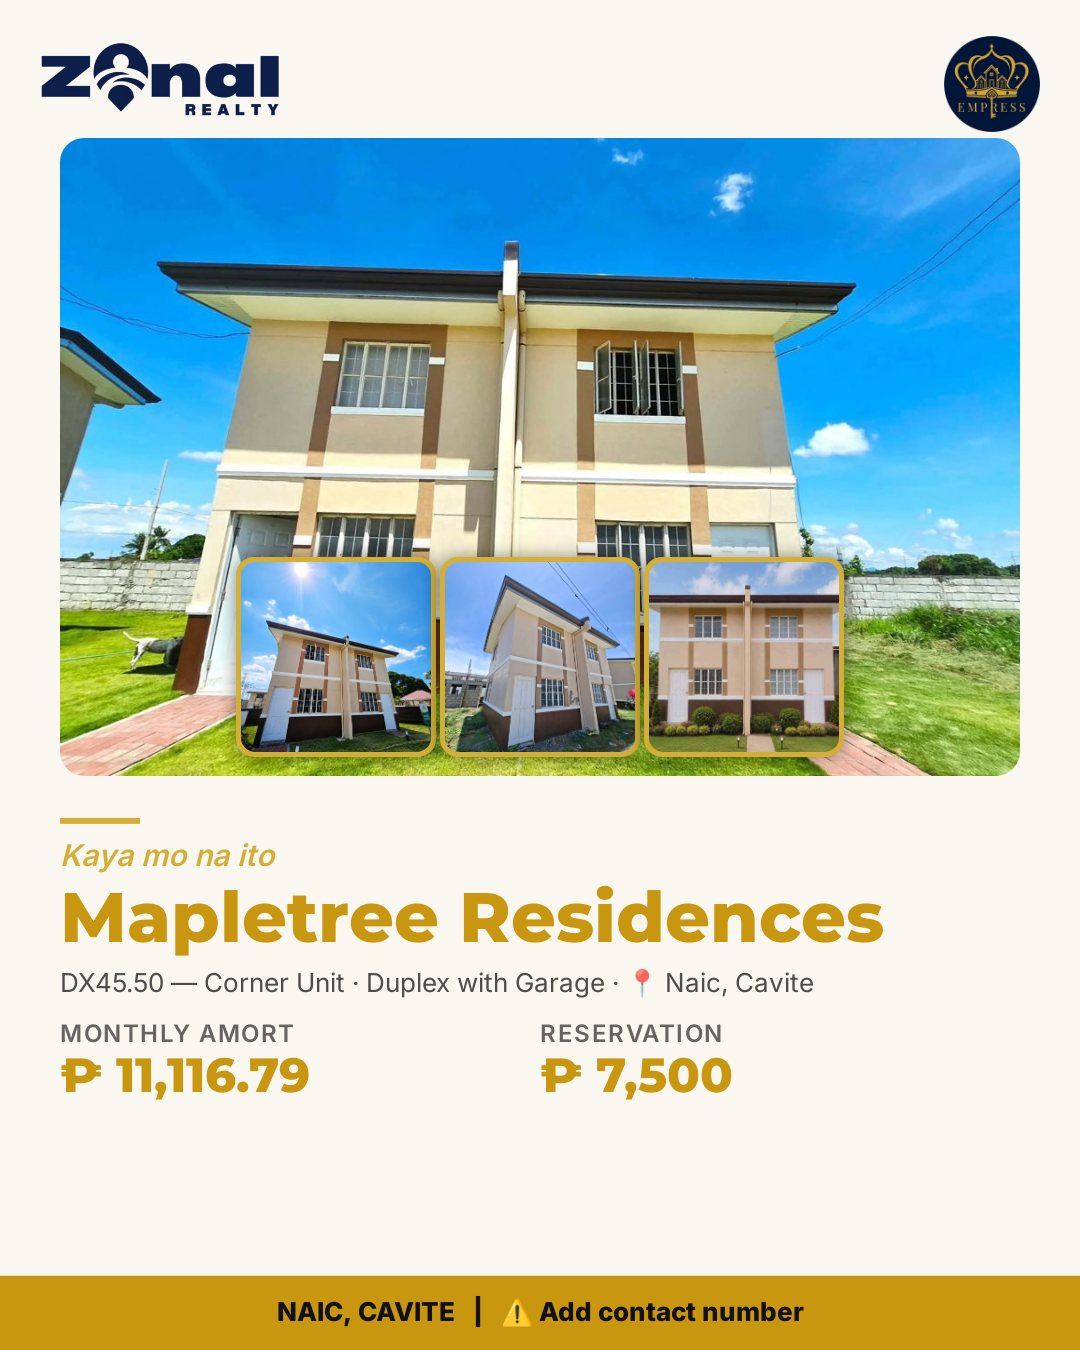 Zonal
REALTY
EMPRESS
Kaya mo na ito
Mapletree Residences
DX45.50 — Corner Unit · Duplex with Garage · 📍 Naic, Cavite
MONTHLY AMORT
₱ 11,116.79
RESERVATION
₱ 7,500
NAIC, CAVITE | ⚠️ Add contact number